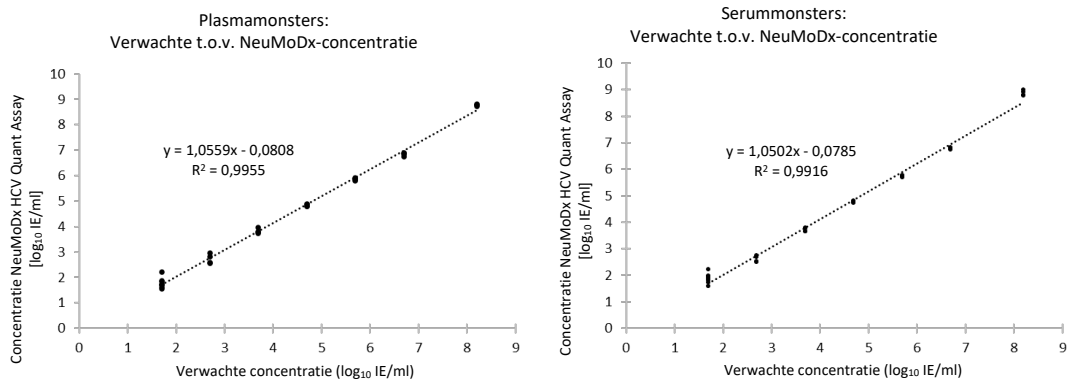 Plasmamonsters:
Verwachte t.o.v. NeuMoDx-concentratie
Concentratie NeuMoDx HCV Quant Assay
[log₁₀ IE/ml]
10
9
8
7
6
5
4
3
2
1
0
y = 1,0559x - 0,0808
R² = 0,9955
0 1 2 3 4 5 6 7 8 9
Verwachte concentratie (log₁₀ IE/ml)
Serummonsters:
Verwachte t.o.v. NeuMoDx-concentratie
Concentratie NeuMoDx HCV Quant Assay
[log₁₀ IE/ml]
10
9
8
7
6
5
4
3
2
1
0
y = 1,0502x - 0,0785
R² = 0,9916
0 1 2 3 4 5 6 7 8 9
Verwachte concentratie (log₁₀ IE/ml)